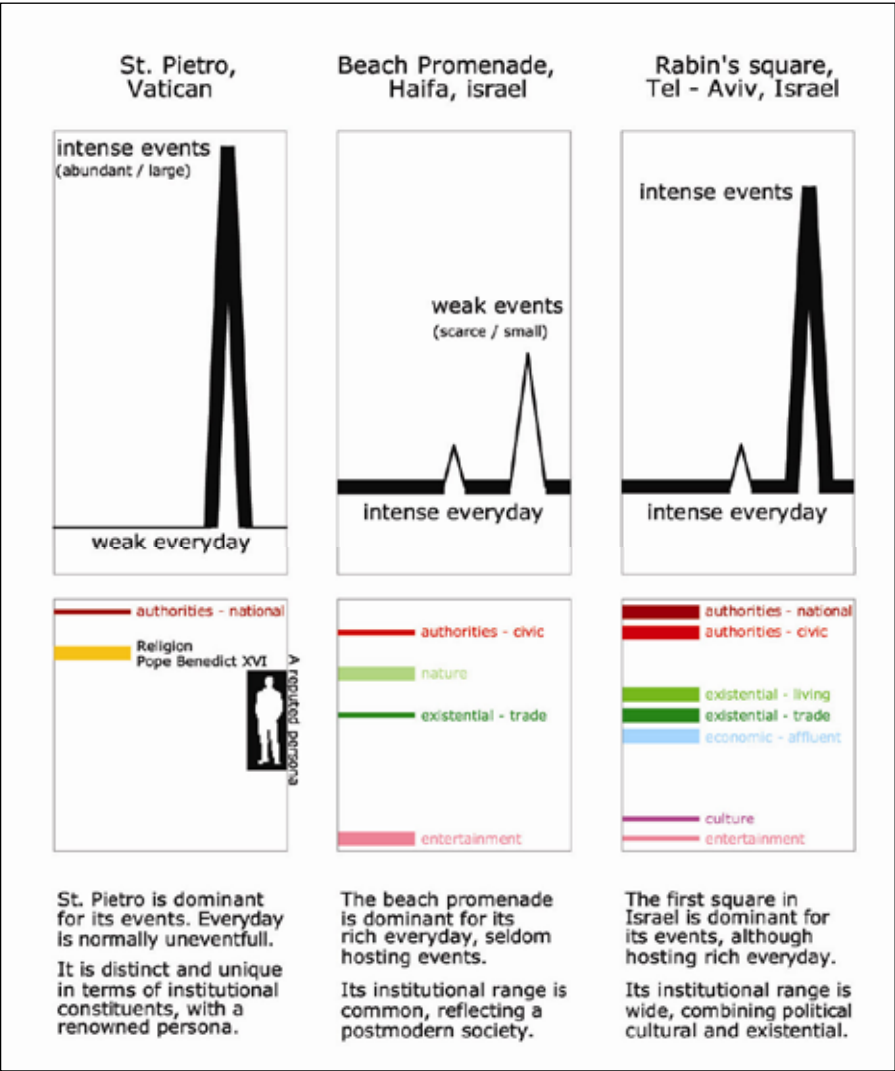 St. Pietro,
Vatican
intense events
(abundant / large)
weak everyday
authorities - national
Religion
Pope Benedict XVI
A reputed persona
St. Pietro is dominant
for its events. Everyday
is normally uneventfull.
It is distinct and unique
in terms of institutional
constituents, with a
renowned persona.
Beach Promenade,
Haifa, israel
weak events
(scarce / small)
intense everyday
authorities - civic
nature
existential - trade
entertainment
The beach promenade
is dominant for its
rich everyday, seldom
hosting events.
Its institutional range is
common, reflecting a
postmodern society.
Rabin's square,
Tel - Aviv, Israel
intense events
intense everyday
authorities - national
authorities - civic
existential - living
existential - trade
economic - affluent
culture
entertainment
The first square in
Israel is dominant for
its events, although
hosting rich everyday.
Its institutional range is
wide, combining political
cultural and existential.